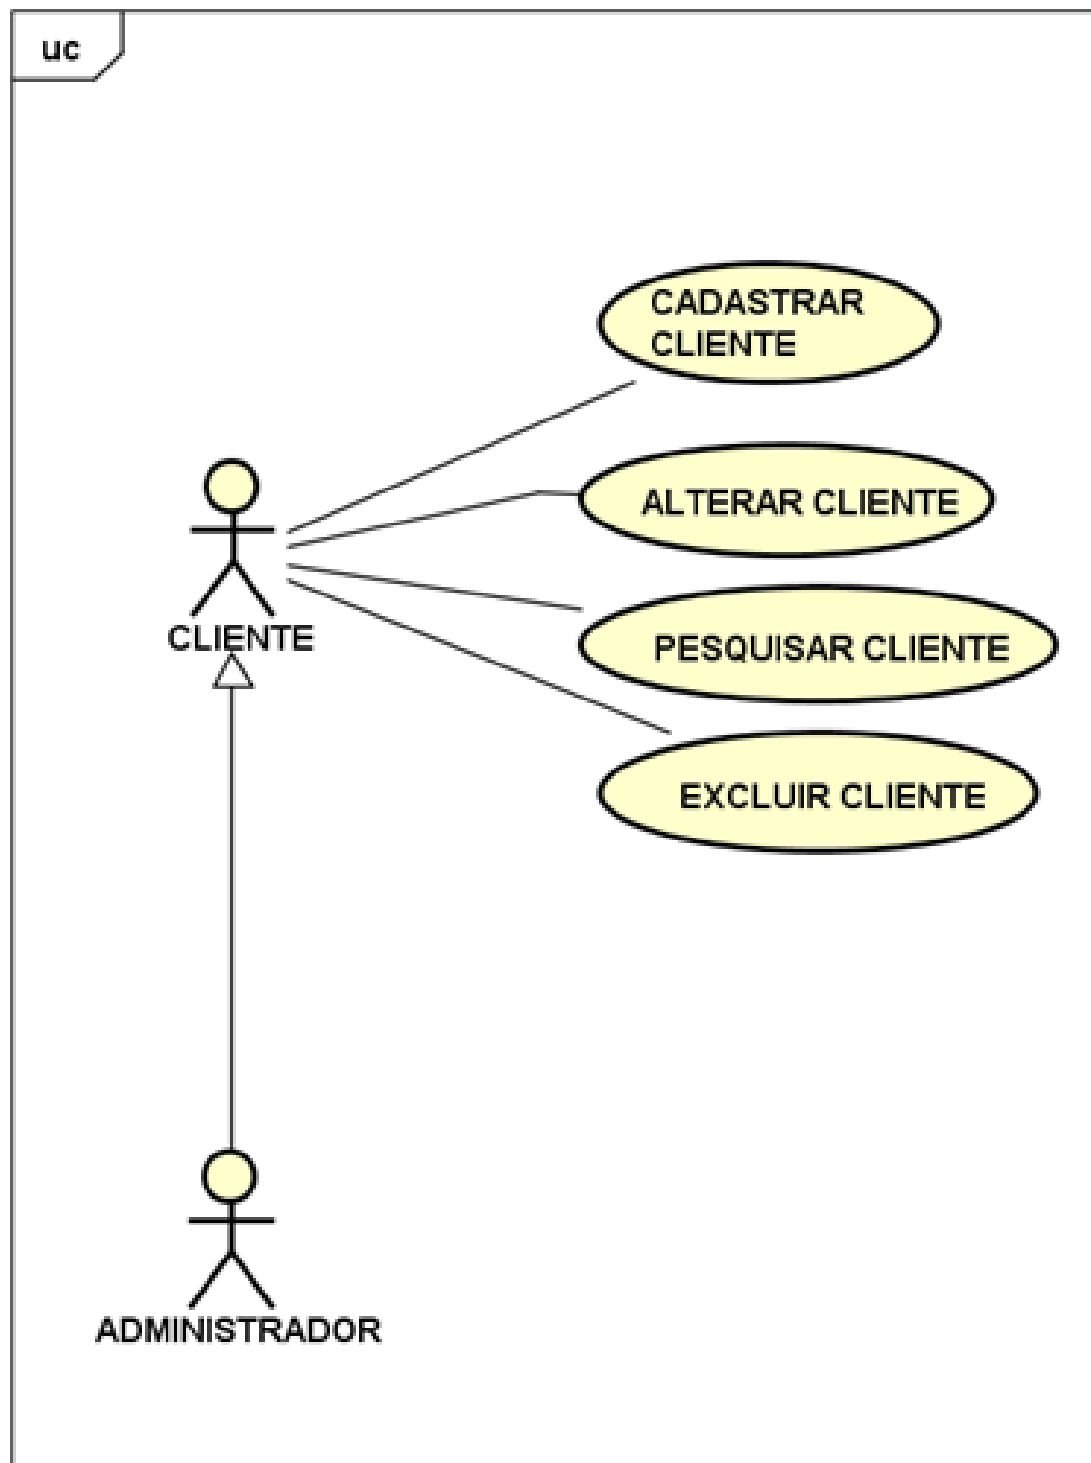 uc
CADASTRAR
CLIENTE
ALTERAR CLIENTE
PESQUISAR CLIENTE
EXCLUIR CLIENTE
CLIENTE
ADMINISTRADOR